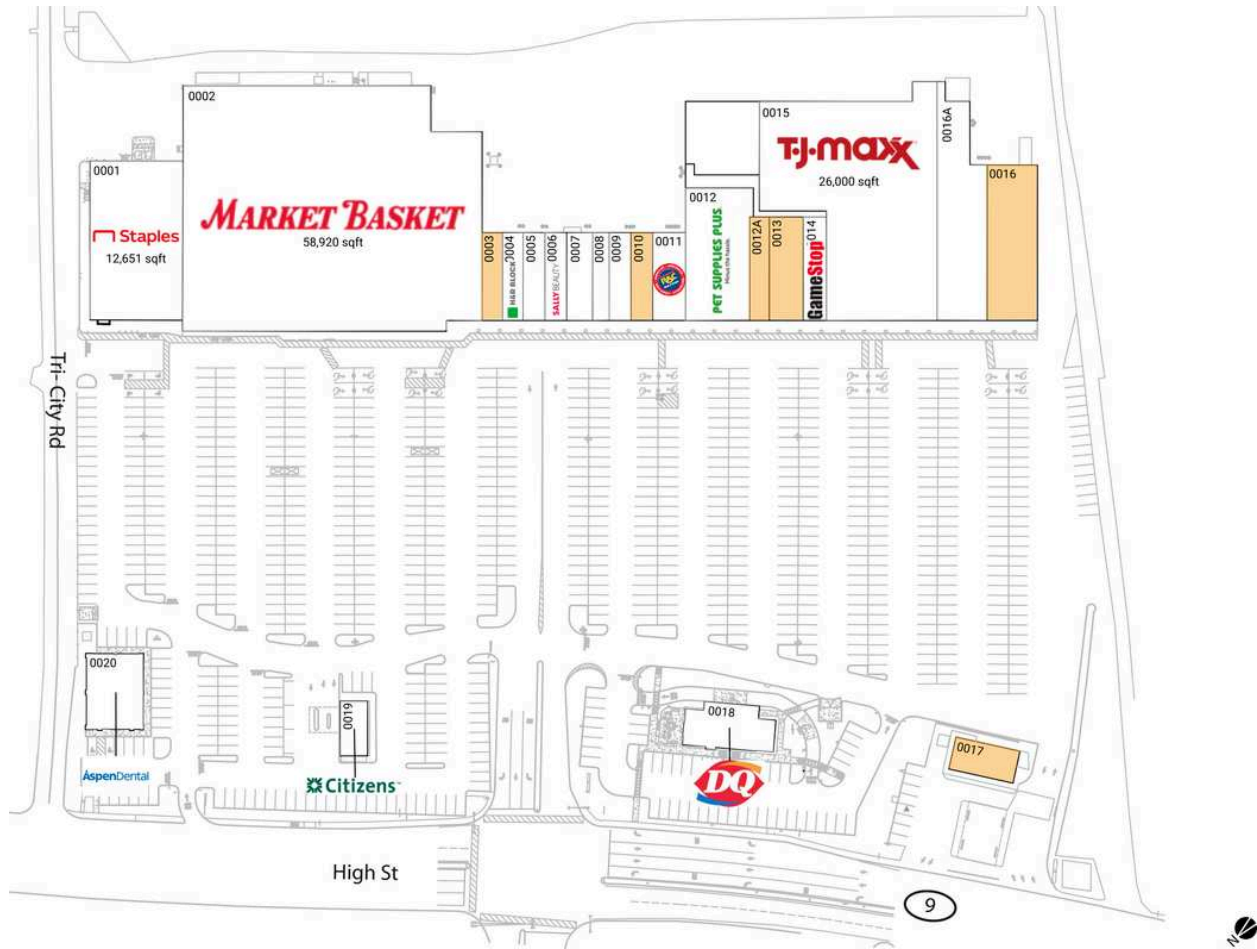 0002
0015
0016A
0001
0016
0012
T·J·maxx
26,000 sqft
MARKET BASKET
58,920 sqft
Staples
12,651 sqft
0003
0004
H&R BLOCK
0005
0006
SALLY BEAUTY
0007
0008
0009
0010
0011
PET SUPPLIES PLUS
0012A
0013
014
GameStop
Tri-City Rd
0020
0019
0018
0017
AspenDental
Citizens
DQ
High St
9
N